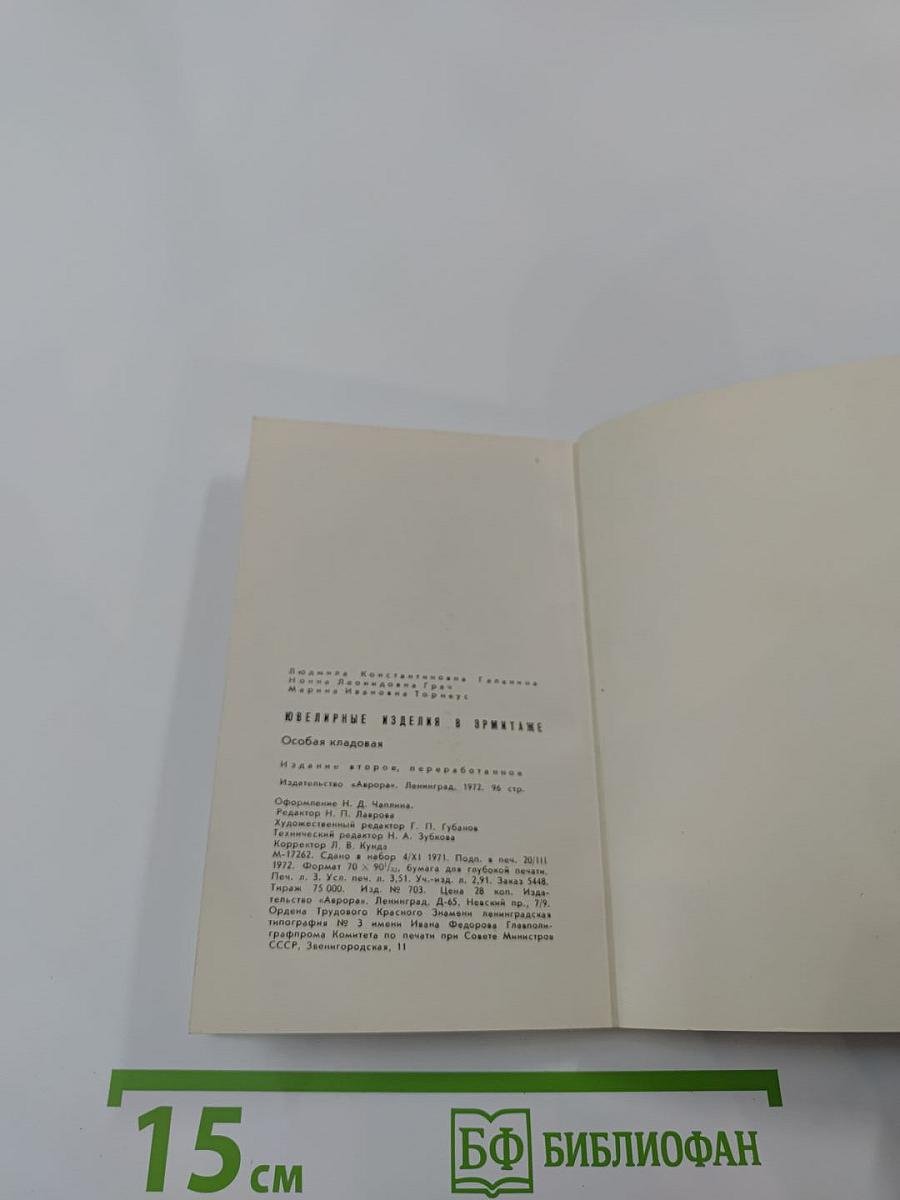 Людмила Константиновна Галанина
Нонна Леонидовна Грач
Марина Ивановна Торнеус
ЮВЕЛИРНЫЕ ИЗДЕЛИЯ В ЭРМИТАЖЕ
Особая кладовая
Издание второе, переработанное
Издательство «Аврора». Ленинград. 1972. 96 стр.
Оформление Н. Д. Чаплина.
Редактор Н. П. Лаврова
Художественный редактор Г. П. Губанов
Технический редактор Н. А. Зубкова
Корректор Л. В. Кунда
М-17262. Сдано в набор 4/XI 1971. Подп. в печ. 20/III
1972. Формат 70 × 90¹/₃₂, бумага для глубокой печати.
Печ. л. 3. Усл. печ. л. 3,51. Уч.-изд. л. 2,91. Заказ 5448.
Тираж 75 000. Изд. № 703. Цена 28 коп. Изда-
тельство «Аврора». Ленинград, Д-65, Невский пр., 7/9.
Ордена Трудового Красного Знамени ленинградская
типография № 3 имени Ивана Федорова Главполи-
графпрома Комитета по печати при Совете Министров
СССР, Звенигородская, 11
15 см
БФ БИБЛИОФАН